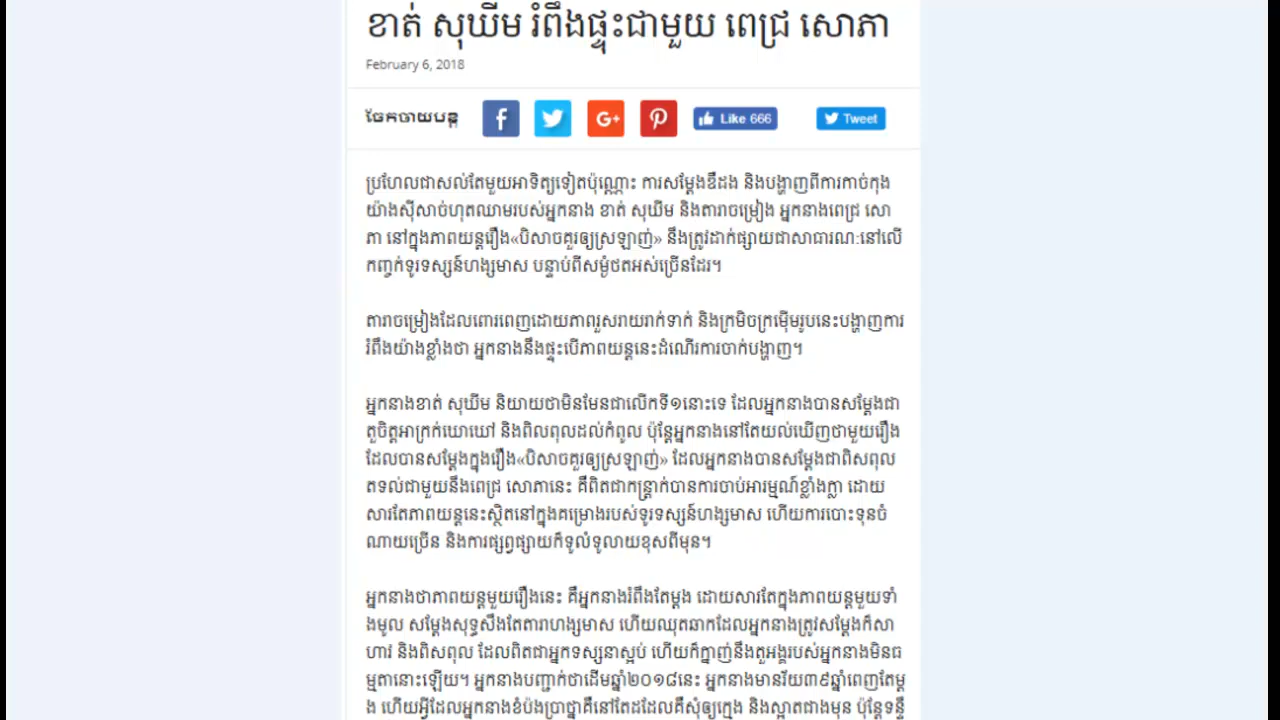 ខាត់ សុឃីម រំពឹងផ្ទុះជាមួយ ពេជ្រ សោភា
February 6, 2018
ចែកចាយបន្ត
Like 666
Tweet
ប្រហែលជាសល់តែមួយអាទិត្យទៀតប៉ុណ្ណោះ ការសម្តែងឌឺដង និងបង្ហាញពីការកាច់កុង
យ៉ាងស៊ីសាច់ហុតឈាមរបស់អ្នកនាង ខាត់ សុឃីម និងតារាចម្រៀង អ្នកនាងពេជ្រ សោ
ភា នៅក្នុងភាពយន្តរឿង«បិសាចគួរឲ្យស្រឡាញ់» នឹងត្រូវដាក់ផ្សាយជាសាធារណៈនៅលើ
កញ្ចក់ទូរទស្សន៍ហង្សមាស បន្ទាប់ពីសម្ងំថតអស់ច្រើនដែរ។
តារាចម្រៀងដែលពោរពេញដោយភាពរួសរាយរាក់ទាក់ និងក្រមិចក្រម៉ើមរូបនេះបង្ហាញការ
រំពឹងយ៉ាងខ្លាំងថា អ្នកនាងនឹងផ្ទុះបើភាពយន្តនេះដំណើរការចាក់បង្ហាញ។
អ្នកនាងខាត់ សុឃីម និយាយថាមិនមែនជាលើកទី១នោះទេ ដែលអ្នកនាងបានសម្តែងជា
តួចិត្តអាក្រក់ឃោឃៅ និងពិលពុលដល់កំពូល ប៉ុន្តែអ្នកនាងនៅតែយល់ឃើញថាមួយរឿង
ដែលបានសម្តែងក្នុងរឿង«បិសាចគួរឲ្យស្រឡាញ់» ដែលអ្នកនាងបានសម្តែងជាពិសពុល
តទល់ជាមួយនឹងពេជ្រ សោភានេះ គឺពិតជាកន្ត្រាក់បានការចាប់អារម្មណ៍ខ្លាំងក្លា ដោយ
សារតែភាពយន្តនេះស្ថិតនៅក្នុងគម្រោងរបស់ទូរទស្សន៍ហង្សមាស ហើយការបោះទុនចំ
ណាយច្រើន និងការផ្សព្វផ្សាយក៏ទូលំទូលាយខុសពីមុន។
អ្នកនាងថាភាពយន្តមួយរឿងនេះ គឺអ្នកនាងរំពឹងតែម្តង ដោយសារតែក្នុងភាពយន្តមួយទាំ
ងមូល សម្តែងសុទ្ធសឹងតែតារាហង្សមាស ហើយឈុតឆាកដែលអ្នកនាងត្រូវសម្តែងក៏សា
ហាវ និងពិសពុល ដែលពិតជាអ្នកទស្សនាស្អប់ ហើយក៏ក្នាញ់នឹងតួអង្គរបស់អ្នកនាងមិនធ
ម្មតានោះឡើយ។ អ្នកនាងបញ្ជាក់ថាដើមឆ្នាំ២០១៨នេះ អ្នកនាងមានវ័យ៣៩ឆ្នាំពេញតែម្ត
ង ហើយអ្វីដែលអ្នកនាងខំប៉ងប្រាថ្នាគឺនៅតែដដែលគឺសុំឲ្យក្មេង និងស្អាតជាងមុន ប៉ុន្តែទន្ទឹ